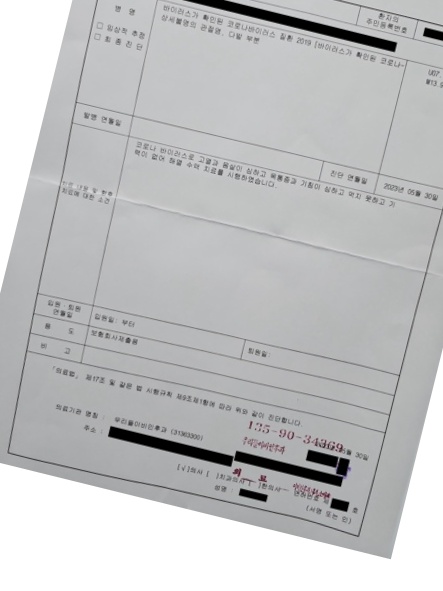 환자의
주민등록번호
병 명
□ 임상적 추정
□ 최 종 진 단
바이러스가 확인된 코로나바이러스 질환 2019 [바이러스가 확인된 코로나-
상세불명의 관절염, 다발 부분
U07
M13.
발병 연월일
진단 연월일
2023년 05월 30일
치료 내용 및 향후
치료에 대한 소견
코로나 바이러스로 고열과 몸살이 심하고 목통증과 기침이 심하고 먹지 못하고 기
력이 없어 해열 수액 치료를 시행하였습니다.
입원·퇴원
연월일
입원일: 부터
퇴원일:
용 도
보험회사제출용
비 고
「의료법」 제17조 및 같은 법 시행규칙 제9조제1항에 따라 위와 같이 진단합니다.
월 30일
135-90-34369
의료기관 명칭 : 우리들이비인후과 (31363300)
우리들이비인후과
주소 :
의 료
[√]의사 [ ]치과의사 [ ]한의사 면허번호 제 호
성명 : (서명 또는 인)